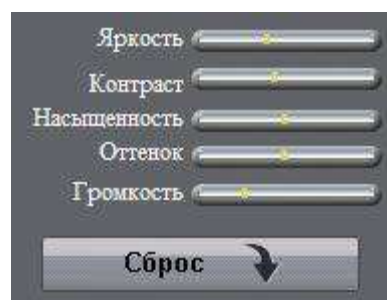 Яркость
Контраст
Насыщенность
Оттенок
Громкость
Сброс